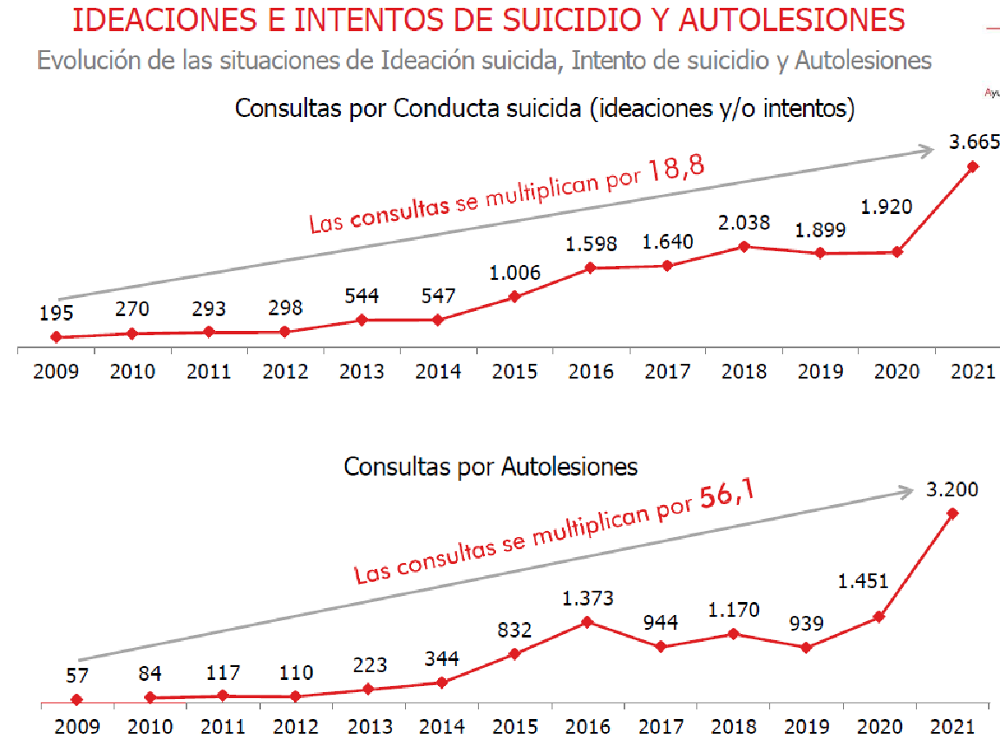 IDEACIONES E INTENTOS DE SUICIDIO Y AUTOLESIONES
Evolución de las situaciones de Ideación suicida, Intento de suicidio y Autolesiones
Ayu
Consultas por Conducta suicida (ideaciones y/o intentos)
Las consultas se multiplican por 18,8
195 270 293 298 544 547 1.006 1.598 1.640 2.038 1.899 1.920 3.665
2009 2010 2011 2012 2013 2014 2015 2016 2017 2018 2019 2020 2021
Consultas por Autolesiones
Las consultas se multiplican por 56,1
57 84 117 110 223 344 832 1.373 944 1.170 939 1.451 3.200
2009 2010 2011 2012 2013 2014 2015 2016 2017 2018 2019 2020 2021